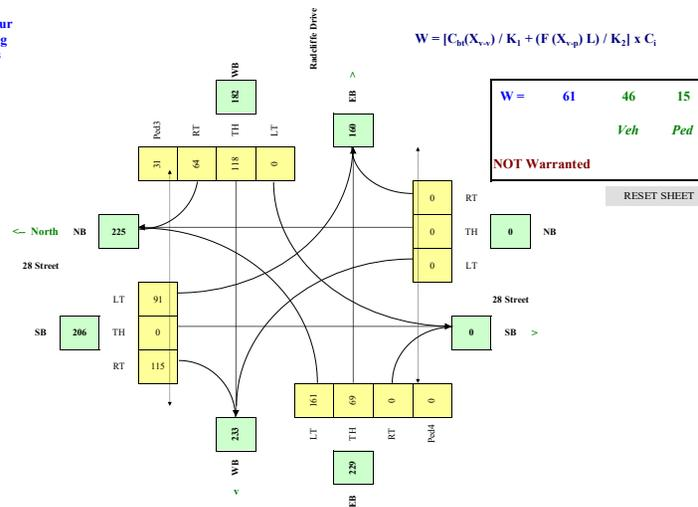 ur
g
W = [C_bt(X_v-v) / K_1 + (F (X_v-p) L) / K_2] x C_i
Radcliffe Drive
^
WB
EB
182
160
W = 61 46 15
Veh Ped
NOT Warranted
RESET SHEET
Ped3 RT TH LT
31 64 118 0
0 RT
0 TH
0 LT
<-- North NB 225
0 NB
28 Street
28 Street
LT 91
SB 206 TH 0
RT 115
0 SB >
161 69 0 0
LT TH RT Ped4
233
WB
v
229
EB